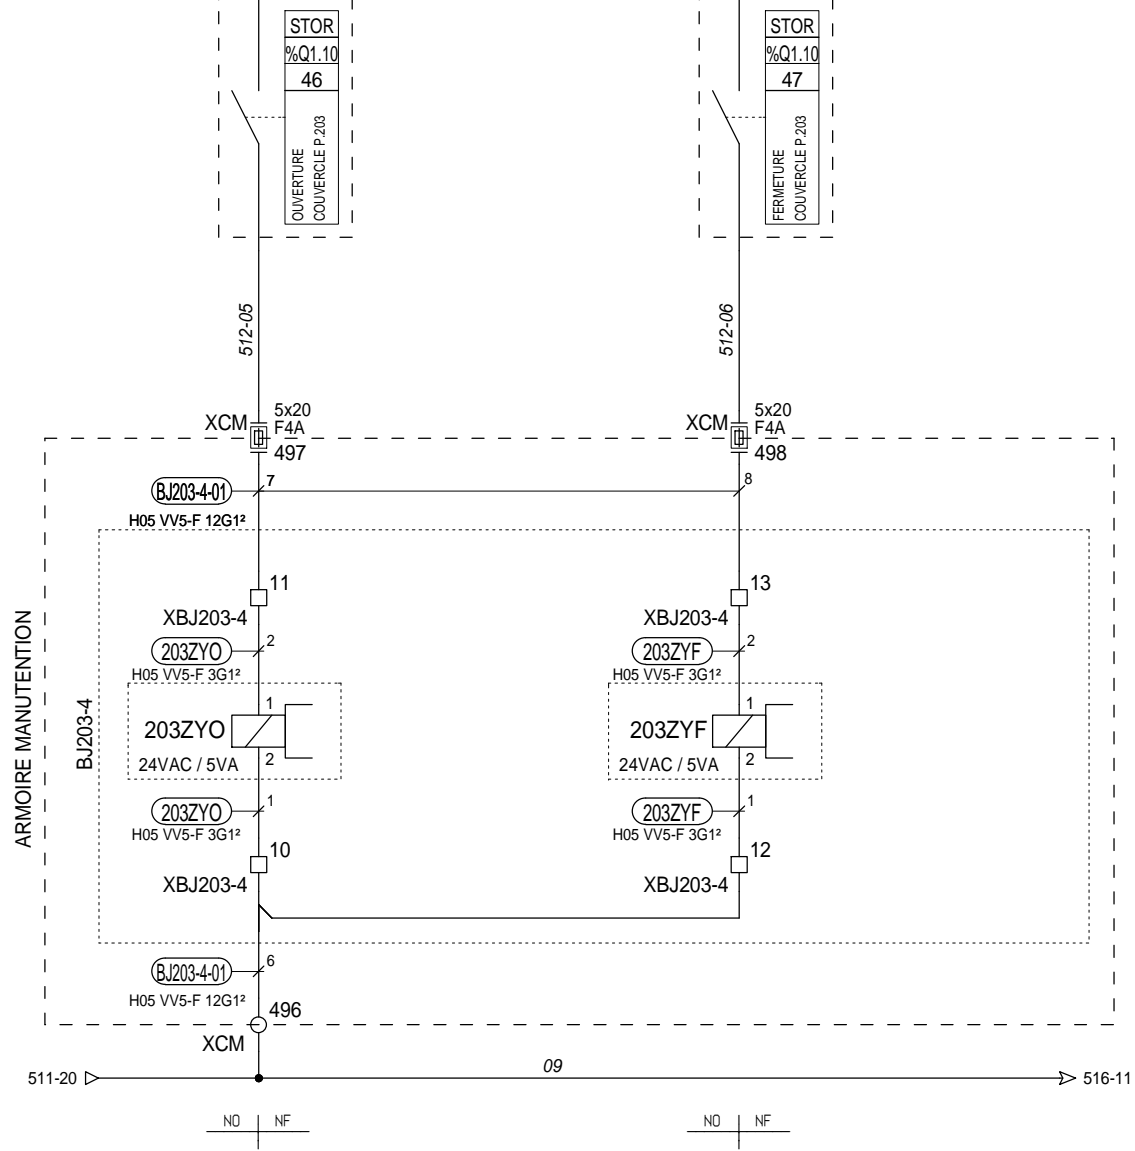 STOR
%Q1.10
46
OUVERTURE
COUVERCLE P.203
STOR
%Q1.10
47
FERMETURE
COUVERCLE P.203
512-05
512-06
XCM
5x20
F4A
497
XCM
5x20
F4A
498
BJ203-4-01
7
8
H05 VV5-F 12G1²
ARMOIRE MANUTENTION
BJ203-4
11
XBJ203-4
203ZYO
2
H05 VV5-F 3G1²
1
203ZYO
24VAC / 5VA
2
203ZYO
1
H05 VV5-F 3G1²
10
XBJ203-4
13
XBJ203-4
203ZYF
2
H05 VV5-F 3G1²
1
203ZYF
24VAC / 5VA
2
203ZYF
1
H05 VV5-F 3G1²
12
XBJ203-4
BJ203-4-01
6
H05 VV5-F 12G1²
496
XCM
511-20
09
516-11
NO NF
NO NF